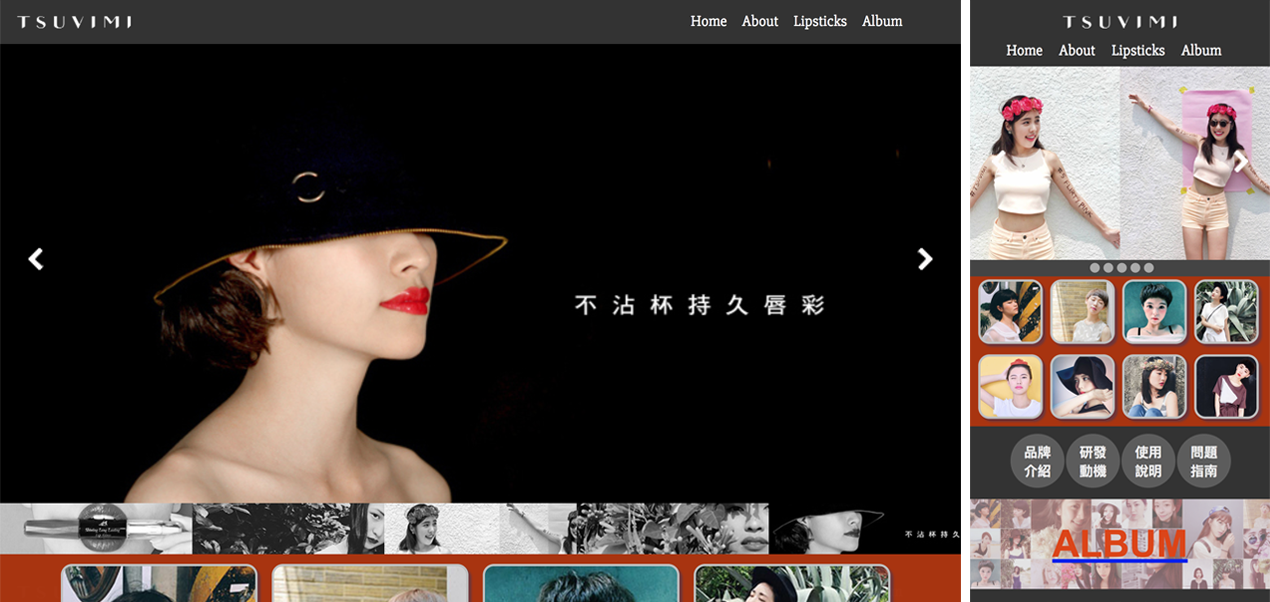 TSUVIMI
Home About Lipsticks Album
不沾杯持久唇彩
不沾杯持久
TSUVIMI
Home About Lipsticks Album
品牌 研發 使用 問題
介紹 動機 說明 指南
ALBUM